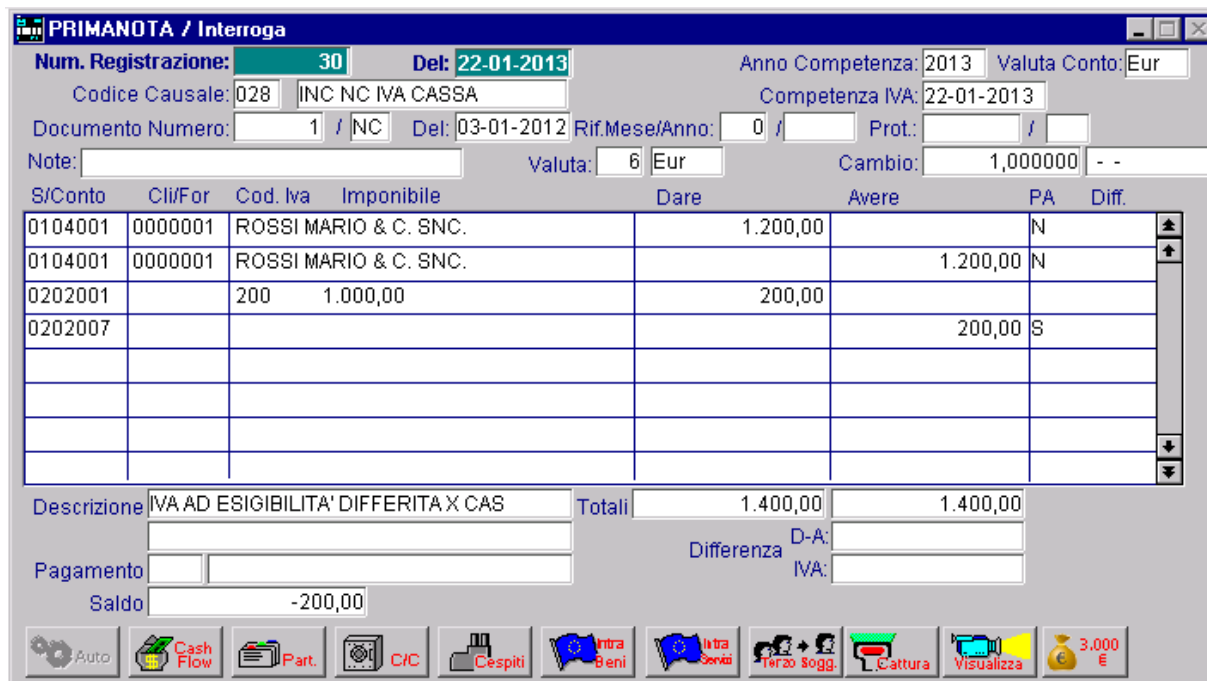 PRIMANOTA / Interroga
Num. Registrazione: 30 Del: 22-01-2013 Anno Competenza: 2013 Valuta Conto: Eur
Codice Causale: 028 INC NC IVA CASSA Competenza IVA: 22-01-2013
Documento Numero: 1 / NC Del: 03-01-2012 Rif.Mese/Anno: 0 / Prot.: /
Note: Valuta: 6 Eur Cambio: 1,000000 - -
S/Conto Cli/For Cod. Iva Imponibile Dare Avere PA Diff.
0104001 0000001 ROSSI MARIO & C. SNC. 1.200,00 N
0104001 0000001 ROSSI MARIO & C. SNC. 1.200,00 N
0202001 200 1.000,00 200,00
0202007 200,00 S
Descrizione IVA AD ESIGIBILITA' DIFFERITA X CAS Totali 1.400,00 1.400,00
Differenza D-A:
Pagamento IVA:
Saldo -200,00
Auto Cash Flow Part. C/C Cespiti Intra Beni Intra Servizi Terzo Sogg. Cattura Visualizza 3.000 €